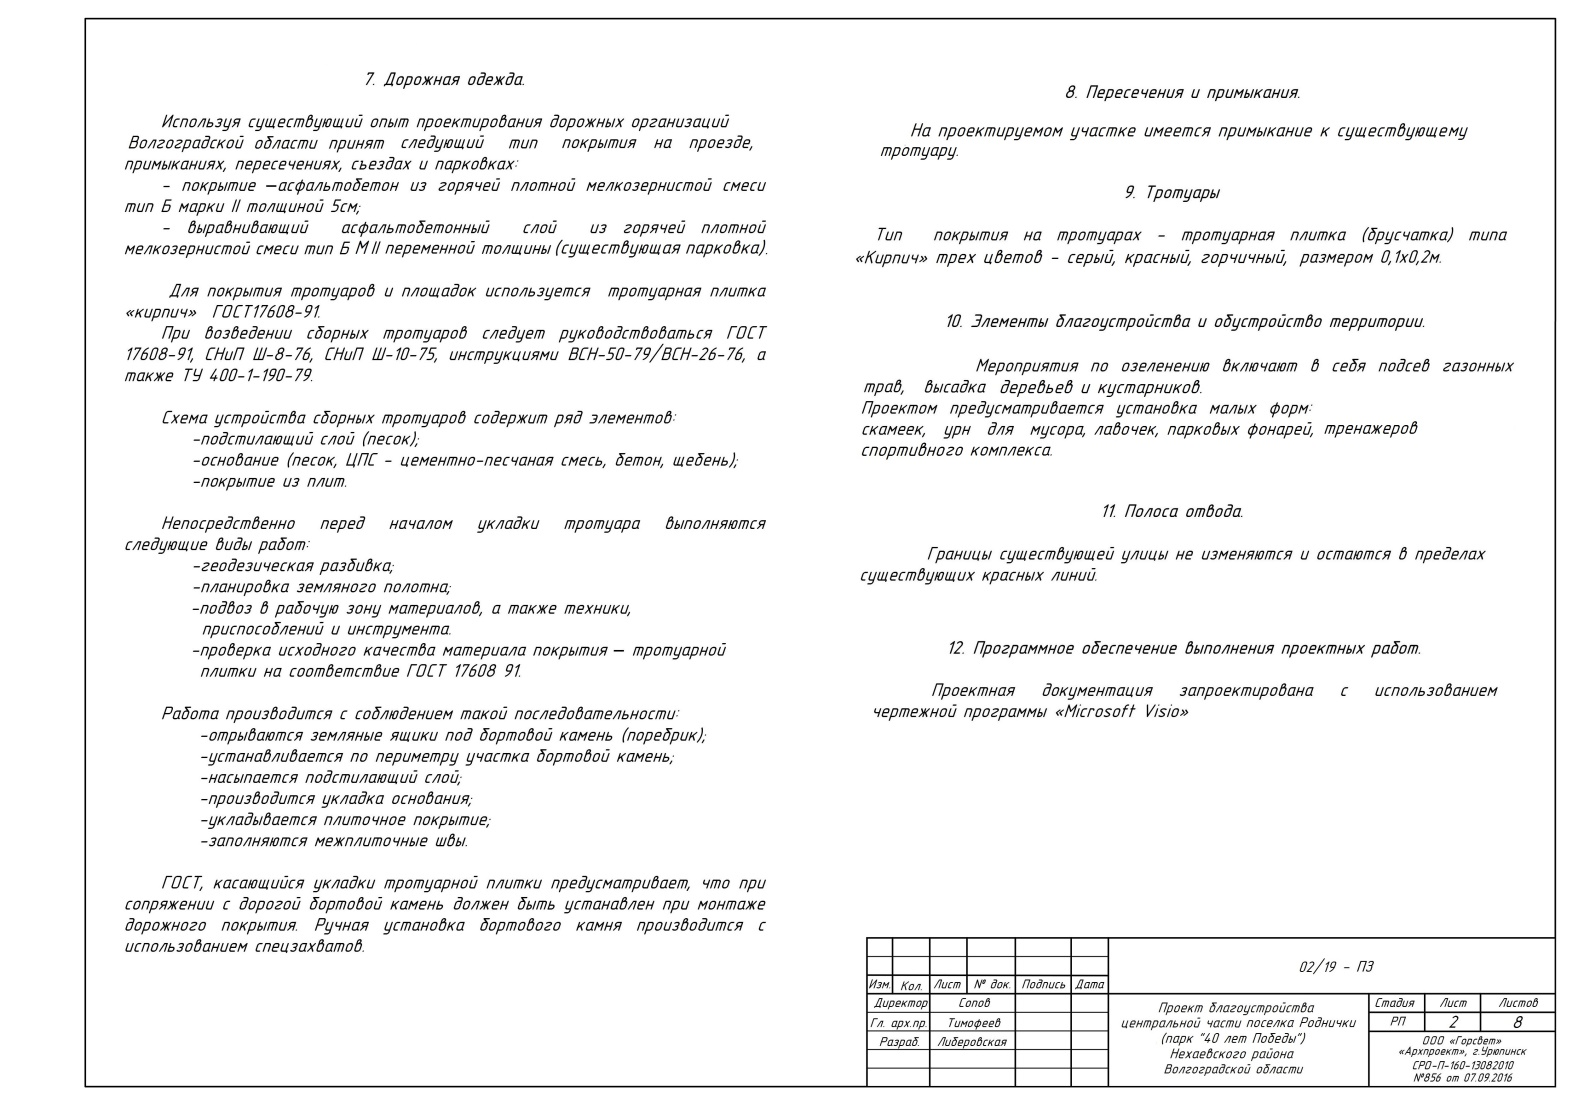 7. Дорожная одежда.
Используя существующий опыт проектирования дорожных организаций
Волгоградской области принят следующий тип покрытия на проезде,
примыканиях, пересечениях, съездах и парковках:
- покрытие –асфальтобетон из горячей плотной мелкозернистой смеси
тип Б марки II толщиной 5см;
- выравнивающий асфальтобетонный слой из горячей плотной
мелкозернистой смеси тип Б М II переменной толщины (существующая парковка).
Для покрытия тротуаров и площадок используется тротуарная плитка
«кирпич» ГОСТ17608-91.
При возведении сборных тротуаров следует руководствоваться ГОСТ
17608-91, СНиП Ш-8-76, СНиП Ш-10-75, инструкциями ВСН-50-79/ВСН-26-76, а
также ТУ 400-1-190-79.
Схема устройства сборных тротуаров содержит ряд элементов:
-подстилающий слой (песок);
-основание (песок, ЦПС - цементно-песчаная смесь, бетон, щебень);
-покрытие из плит.
Непосредственно перед началом укладки тротуара выполняются
следующие виды работ:
-геодезическая разбивка;
-планировка земляного полотна;
-подвоз в рабочую зону материалов, а также техники,
приспособлений и инструмента.
-проверка исходного качества материала покрытия – тротуарной
плитки на соответствие ГОСТ 17608 91.
Работа производится с соблюдением такой последовательности:
-отрываются земляные ящики под бортовой камень (поребрик);
-устанавливается по периметру участка бортовой камень;
-насыпается подстилающий слой;
-производится укладка основания;
-укладывается плиточное покрытие;
-заполняются межплиточные швы.
ГОСТ, касающийся укладки тротуарной плитки предусматривает, что при
сопряжении с дорогой бортовой камень должен быть установлен при монтаже
дорожного покрытия. Ручная установка бортового камня производится с
использованием спецзахватов.
8. Пересечения и примыкания.
На проектируемом участке имеется примыкание к существующему
тротуару.
9. Тротуары
Тип покрытия на тротуарах - тротуарная плитка (брусчатка) типа
«Кирпич» трех цветов - серый, красный, горчичный, размером 0,1х0,2м.
10. Элементы благоустройства и обустройство территории.
Мероприятия по озеленению включают в себя подсев газонных
трав, высадка деревьев и кустарников.
Проектом предусматривается установка малых форм:
скамеек, урн для мусора, лавочек, парковых фонарей, тренажеров
спортивного комплекса.
11. Полоса отвода.
Границы существующей улицы не изменяются и остаются в пределах
существующих красных линий.
12. Программное обеспечение выполнения проектных работ.
Проектная документация запроектирована с использованием
чертежной программы «Microsoft Visio»
02/19 - ПЗ
Изм. Кол. Лист № док. Подпись Дата
Директор Сопов
Гл. арх.пр. Тимофеев
Разраб. Либеровская
Проект благоустройства
центральной части поселка Роднички
(парк "40 лет Победы")
Нехаевского района
Волгоградской области
Стадия Лист Листов
РП 2 8
ООО «Горсвет»
«Архпроект», г.Урюпинск
СРО-П-160-13082010
№856 от 07.09.2016